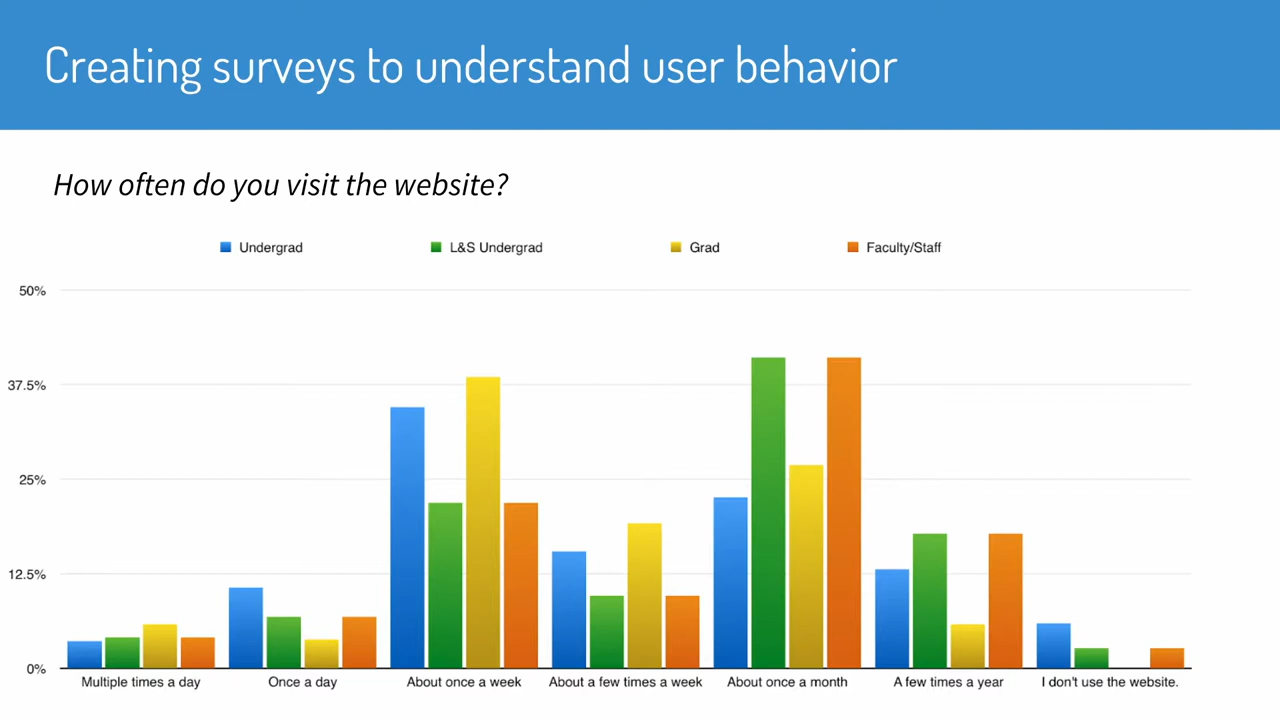 Creating surveys to understand user behavior
How often do you visit the website?
Undergrad L&S Undergrad Grad Faculty/Staff
50%
37.5%
25%
12.5%
0%
Multiple times a day Once a day About once a week About a few times a week About once a month A few times a year I don't use the website.